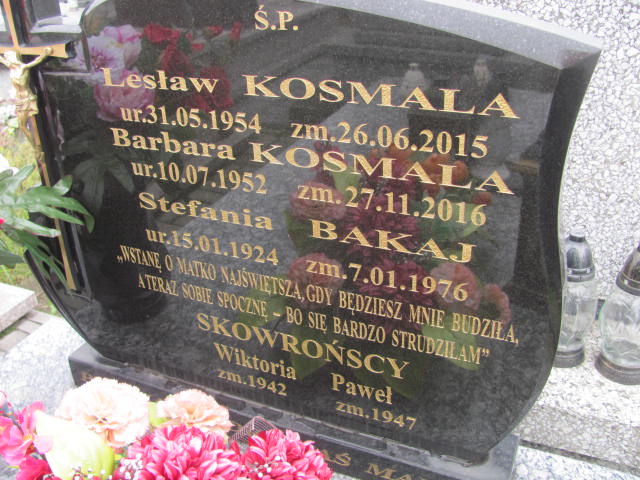 Ś.P.
Lesław KOSMALA
ur.31.05.1954 zm.26.06.2015
Barbara KOSMALA
ur.10.07.1952 zm.27.11.2016
Stefania BAKAJ
ur.15.01.1924 zm.7.01.1976
„WSTANĘ O MATKO NAJŚWIĘTSZA, GDY BĘDZIESZ MNIE BUDZIŁA,
A TERAZ SOBIE SPOCZNĘ – BO SIĘ BARDZO STRUDZIŁAM”
SKOWROŃSCY
Wiktoria Paweł
zm.1942 zm.1947